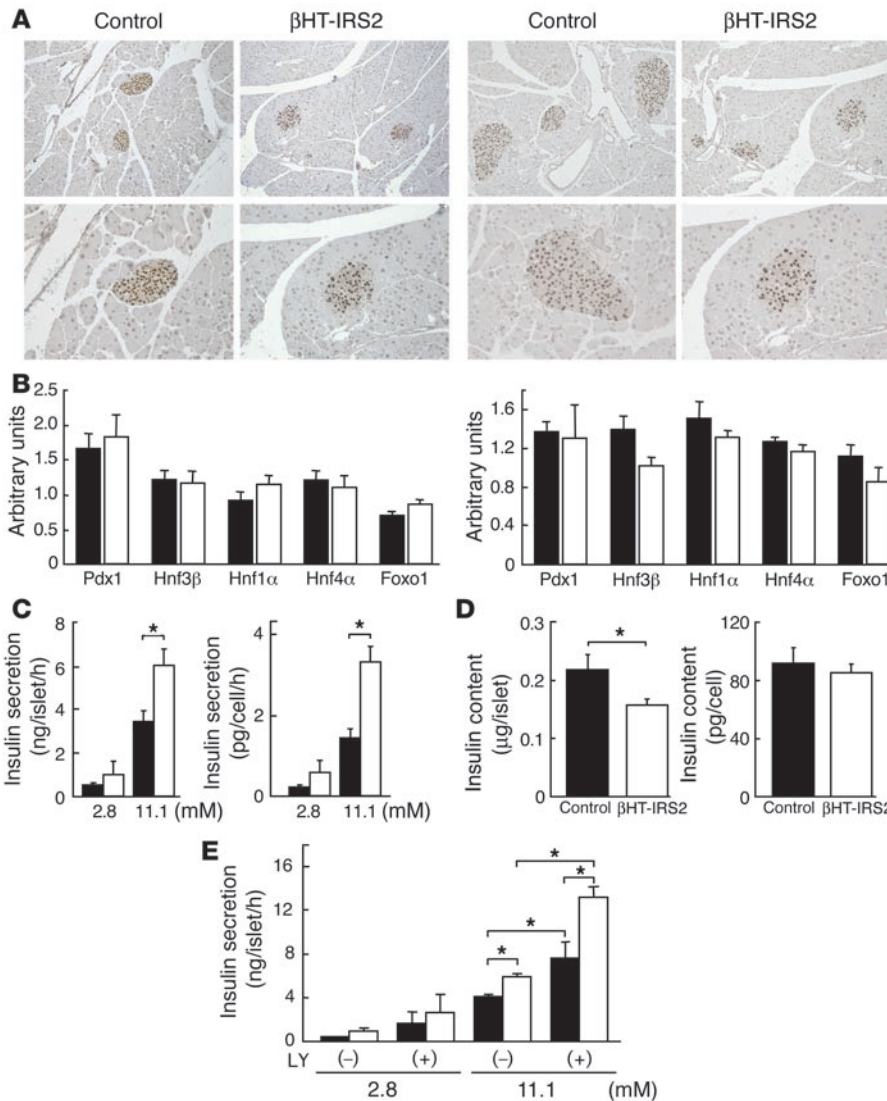 A
Control
βHT-IRS2
Control
βHT-IRS2
B
Arbitrary units
2.5
2.0
1.5
1.0
0.5
0
Pdx1
Hnf3β
Hnf1α
Hnf4α
Foxo1
Arbitrary units
1.6
1.2
0.8
0.4
0
Pdx1
Hnf3β
Hnf1α
Hnf4α
Foxo1
C
Insulin secretion
(ng/islet/h)
8
6
4
2
0
*
2.8
11.1
(mM)
Insulin secretion
(pg/cell/h)
4
2
0
*
2.8
11.1
(mM)
D
Insulin content
(μg/islet)
0.3
0.2
0.1
0
*
Control
βHT-IRS2
Insulin content
(pg/cell)
120
80
40
0
Control
βHT-IRS2
E
Insulin secretion
(ng/islet/h)
16
12
8
4
0
*
*
*
*
LY
(–)
(+)
(–)
(+)
2.8
11.1
(mM)